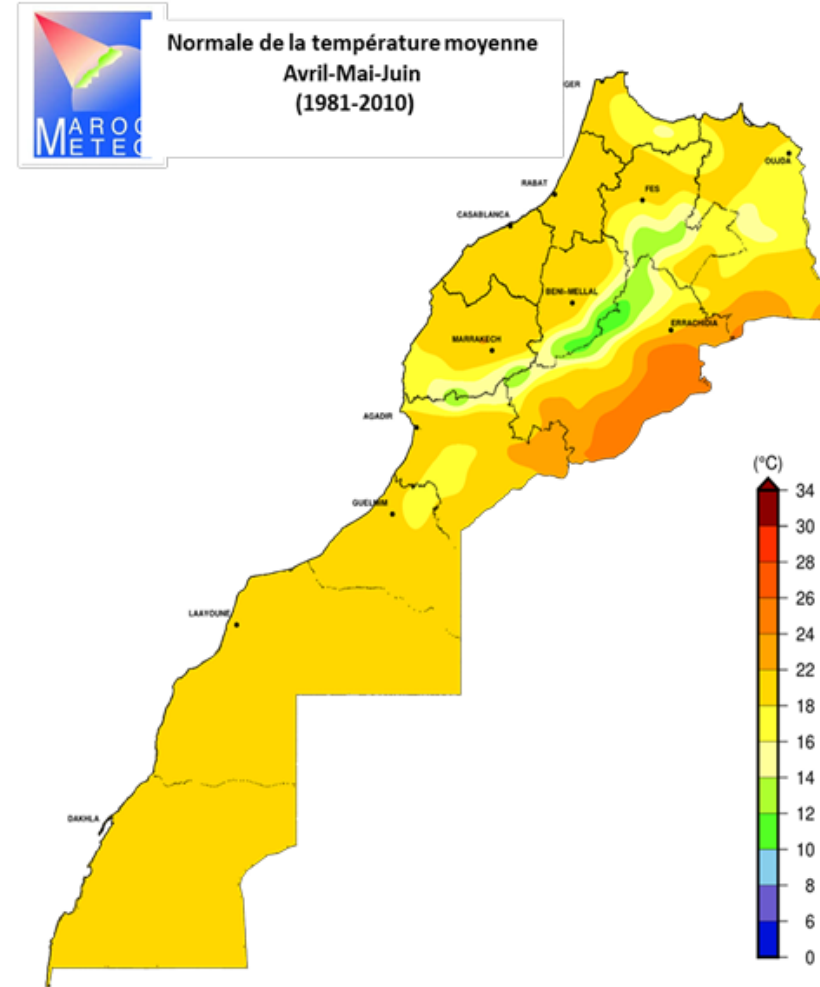 Normale de la température moyenne
Avril-Mai-Juin
(1981-2010)
MAROC
METEO
GER
OUJDA
RABAT
FES
CASABLANCA
BENI-MELLAL
ERRACHIDIA
MARRAKECH
AGADIR
GUELMIM
LAAYOUNE
DAKHLA
(°C)
34
30
28
26
24
22
18
16
14
12
10
8
6
0